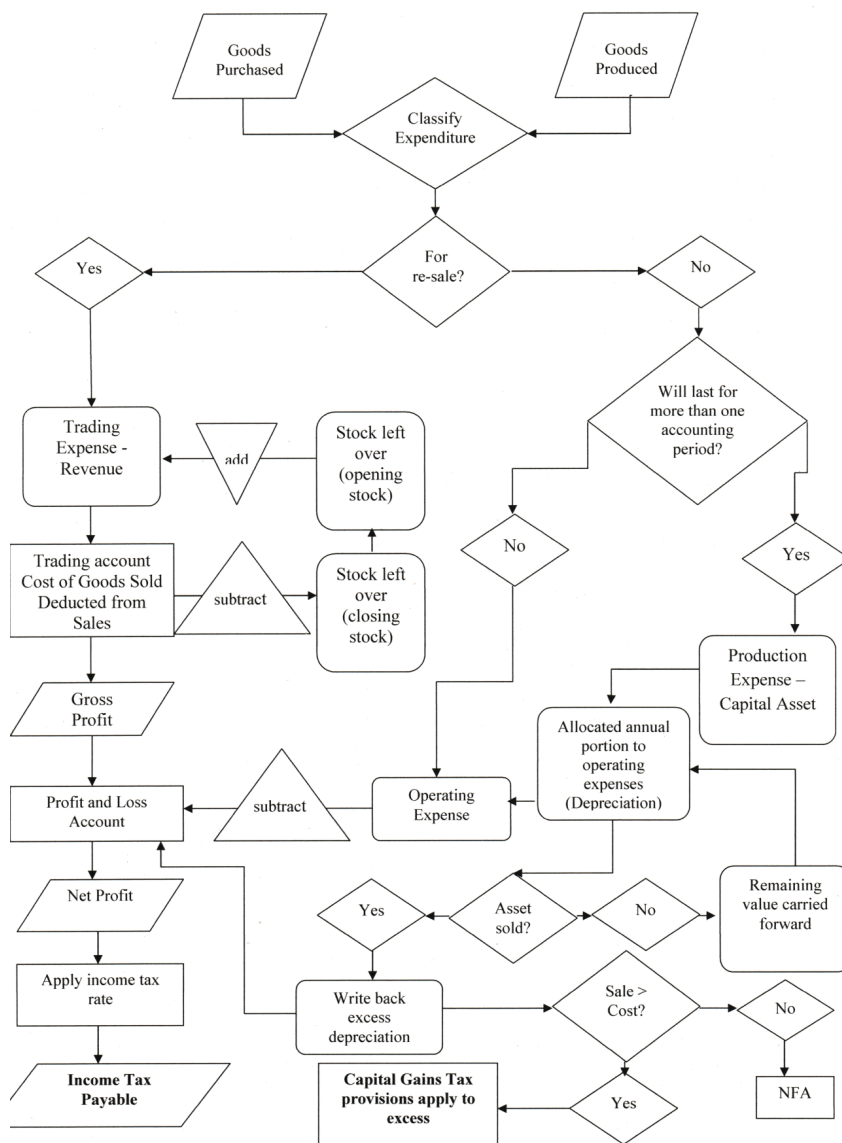 Goods
Purchased
Goods
Produced
Classify
Expenditure
For
re-sale?
Yes
No
Will last for
more than one
accounting
period?
Trading
Expense -
Revenue
add
Stock left
over
(opening
stock)
No
Yes
Trading account
Cost of Goods Sold
Deducted from
Sales
subtract
Stock left
over
(closing
stock)
Production
Expense –
Capital Asset
Gross
Profit
Allocated annual
portion to
operating
expenses
(Depreciation)
Profit and Loss
Account
subtract
Operating
Expense
Net Profit
Yes
Asset
sold?
No
Remaining
value carried
forward
Apply income tax
rate
Write back
excess
depreciation
Sale >
Cost?
No
Income Tax
Payable
Capital Gains Tax
provisions apply to
excess
Yes
NFA